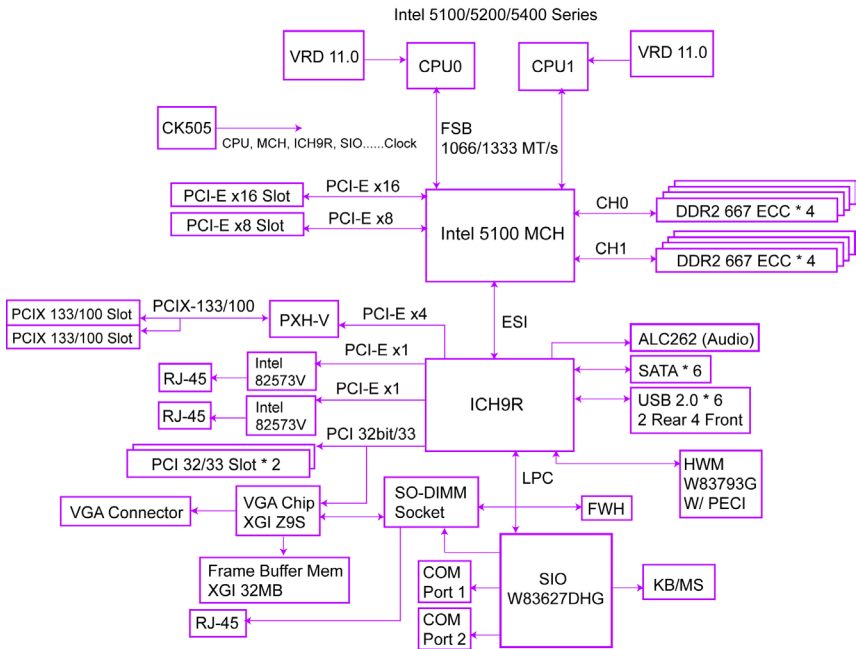 Intel 5100/5200/5400 Series
VRD 11.0
CPU0
CPU1
VRD 11.0
CK505
CPU, MCH, ICH9R, SIO......Clock
FSB
1066/1333 MT/s
PCI-E x16 Slot
PCI-E x16
PCI-E x8 Slot
PCI-E x8
Intel 5100 MCH
CH0
DDR2 667 ECC * 4
CH1
DDR2 667 ECC * 4
ESI
PCIX 133/100 Slot
PCIX 133/100 Slot
PCIX-133/100
PXH-V
PCI-E x4
RJ-45
Intel
82573V
PCI-E x1
RJ-45
Intel
82573V
PCI-E x1
ICH9R
ALC262 (Audio)
SATA * 6
USB 2.0 * 6
2 Rear 4 Front
PCI 32bit/33
PCI 32/33 Slot * 2
LPC
HWM
W83793G
W/ PECI
VGA Connector
VGA Chip
XGI Z9S
SO-DIMM
Socket
FWH
Frame Buffer Mem
XGI 32MB
RJ-45
COM
Port 1
COM
Port 2
SIO
W83627DHG
KB/MS